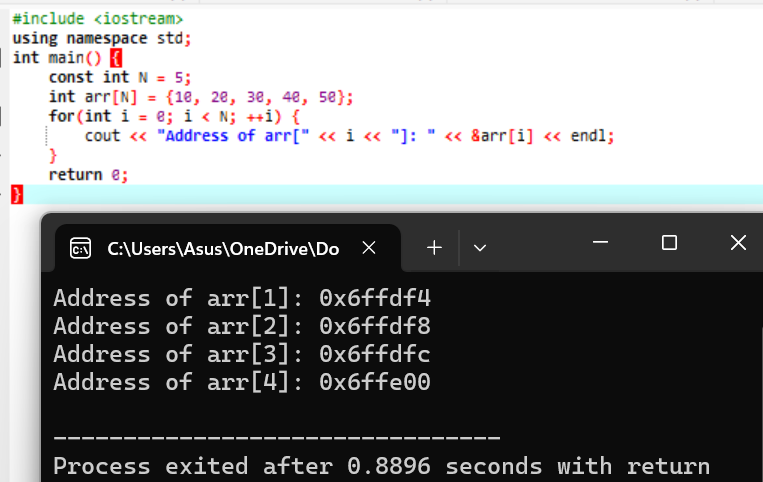 #include <iostream>
using namespace std;
int main() {
    const int N = 5;
    int arr[N] = {10, 20, 30, 40, 50};
    for(int i = 0; i < N; ++i) {
        cout << "Address of arr[" << i << "]: " << &arr[i] << endl;
    }
    return 0;
}
C:\Users\Asus\OneDrive\Do
Address of arr[1]: 0x6ffdf4
Address of arr[2]: 0x6ffdf8
Address of arr[3]: 0x6ffdfc
Address of arr[4]: 0x6ffe00
--------------------------------
Process exited after 0.8896 seconds with return